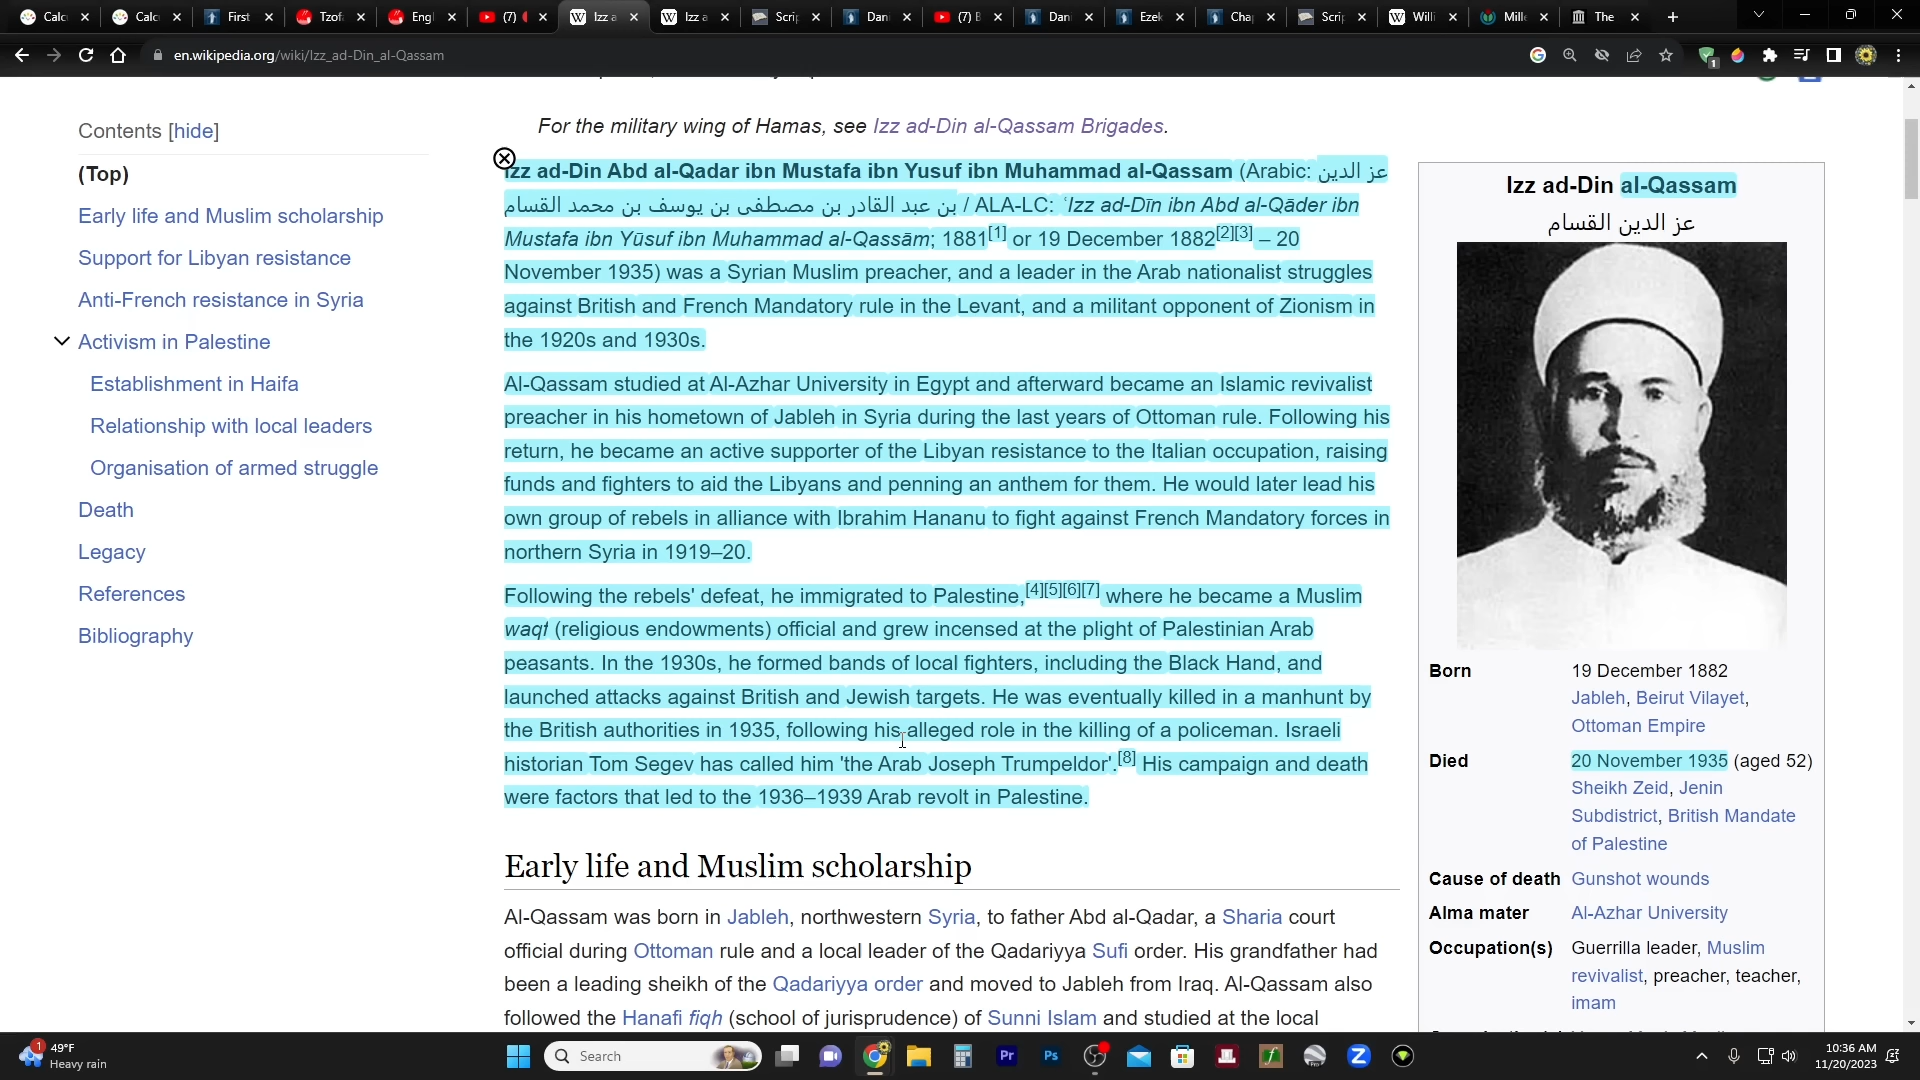 Calc
Calc
First
Tzof
Engl
(7)
Izz a
Izz a
Scrip
Dani
(7) B
Dani
Ezek
Cha
Scrip
Willi
Mille
The
en.wikipedia.org/wiki/Izz_ad-Din_al-Qassam
1
Contents [hide]
(Top)
Early life and Muslim scholarship
Support for Libyan resistance
Anti-French resistance in Syria
Activism in Palestine
Establishment in Haifa
Relationship with local leaders
Organisation of armed struggle
Death
Legacy
References
Bibliography
For the military wing of Hamas, see Izz ad-Din al-Qassam Brigades.
Izz ad-Din Abd al-Qadar ibn Mustafa ibn Yusuf ibn Muhammad al-Qassam (Arabic: عز الدين
بن عبد القادر بن مصطفى بن يوسف بن محمد القسام / ALA-LC: ʿIzz ad-Dīn ibn Abd al-Qāder ibn
Mustafa ibn Yūsuf ibn Muhammad al-Qassām; 1881[1] or 19 December 1882[2][3] – 20
November 1935) was a Syrian Muslim preacher, and a leader in the Arab nationalist struggles
against British and French Mandatory rule in the Levant, and a militant opponent of Zionism in
the 1920s and 1930s.
Al-Qassam studied at Al-Azhar University in Egypt and afterward became an Islamic revivalist
preacher in his hometown of Jableh in Syria during the last years of Ottoman rule. Following his
return, he became an active supporter of the Libyan resistance to the Italian occupation, raising
funds and fighters to aid the Libyans and penning an anthem for them. He would later lead his
own group of rebels in alliance with Ibrahim Hananu to fight against French Mandatory forces in
northern Syria in 1919–20.
Following the rebels' defeat, he immigrated to Palestine,[4][5][6][7] where he became a Muslim
waqf (religious endowments) official and grew incensed at the plight of Palestinian Arab
peasants. In the 1930s, he formed bands of local fighters, including the Black Hand, and
launched attacks against British and Jewish targets. He was eventually killed in a manhunt by
the British authorities in 1935, following his alleged role in the killing of a policeman. Israeli
historian Tom Segev has called him 'the Arab Joseph Trumpeldor'.[8] His campaign and death
were factors that led to the 1936–1939 Arab revolt in Palestine.
Early life and Muslim scholarship
Al-Qassam was born in Jableh, northwestern Syria, to father Abd al-Qadar, a Sharia court
official during Ottoman rule and a local leader of the Qadariyya Sufi order. His grandfather had
been a leading sheikh of the Qadariyya order and moved to Jableh from Iraq. Al-Qassam also
followed the Hanafi fiqh (school of jurisprudence) of Sunni Islam and studied at the local
Izz ad-Din al-Qassam
عز الدين القسام
Born 19 December 1882
Jableh, Beirut Vilayet,
Ottoman Empire
Died 20 November 1935 (aged 52)
Sheikh Zeid, Jenin
Subdistrict, British Mandate
of Palestine
Cause of death Gunshot wounds
Alma mater Al-Azhar University
Occupation(s) Guerrilla leader, Muslim
revivalist, preacher, teacher,
imam
1
49°F
Heavy rain
Search
Pr
Ps
Z
10:36 AM
11/20/2023